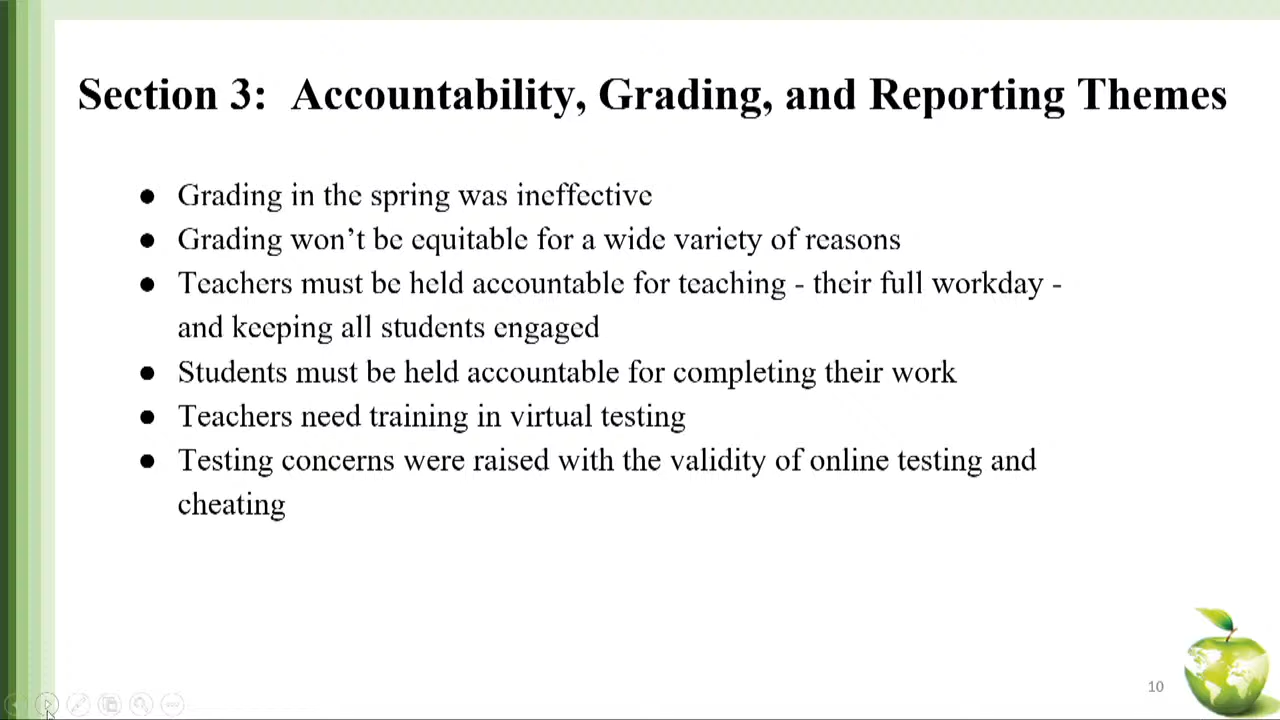 Section 3:  Accountability, Grading, and Reporting Themes
● Grading in the spring was ineffective
● Grading won’t be equitable for a wide variety of reasons
● Teachers must be held accountable for teaching - their full workday -
and keeping all students engaged
● Students must be held accountable for completing their work
● Teachers need training in virtual testing
● Testing concerns were raised with the validity of online testing and
cheating
10